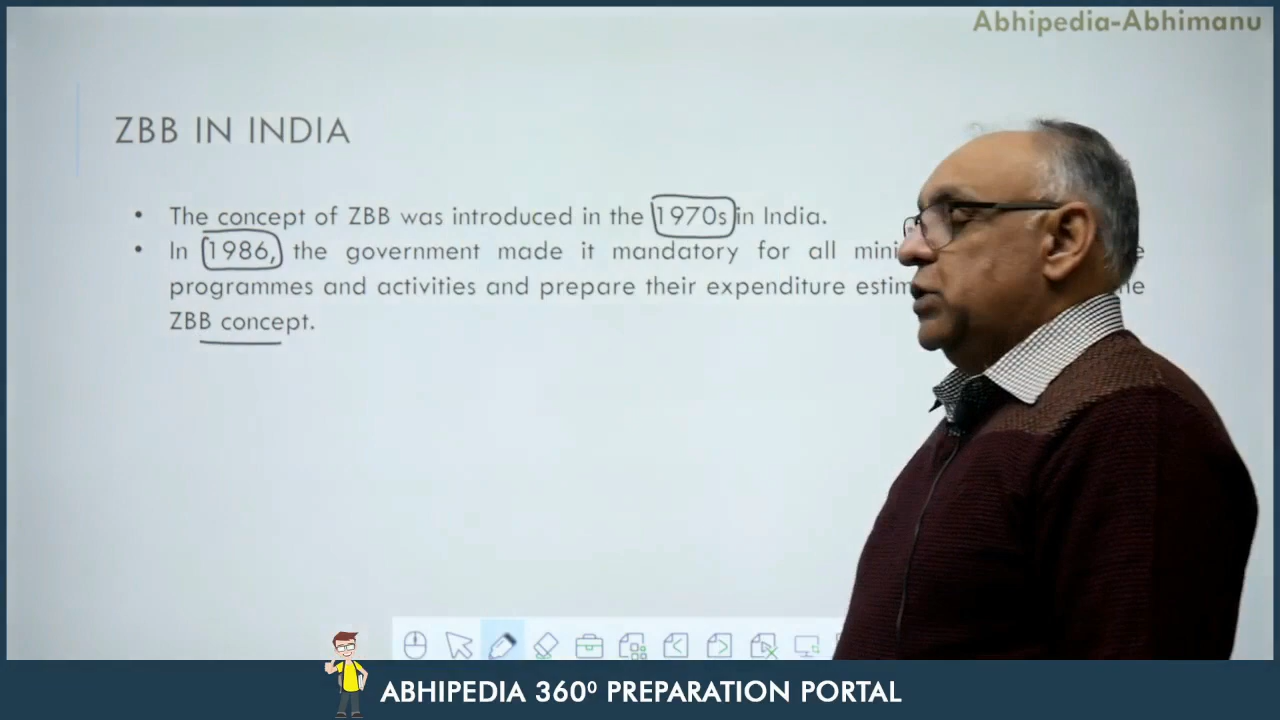 Abhipedia-Abhimanu
ZBB IN INDIA
• The concept of ZBB was introduced in the 1970s in India.
• In 1986, the government made it mandatory for all
programmes and activities and prepare their expenditure
ZBB concept.
ABHIPEDIA 360⁰ PREPARATION PORTAL